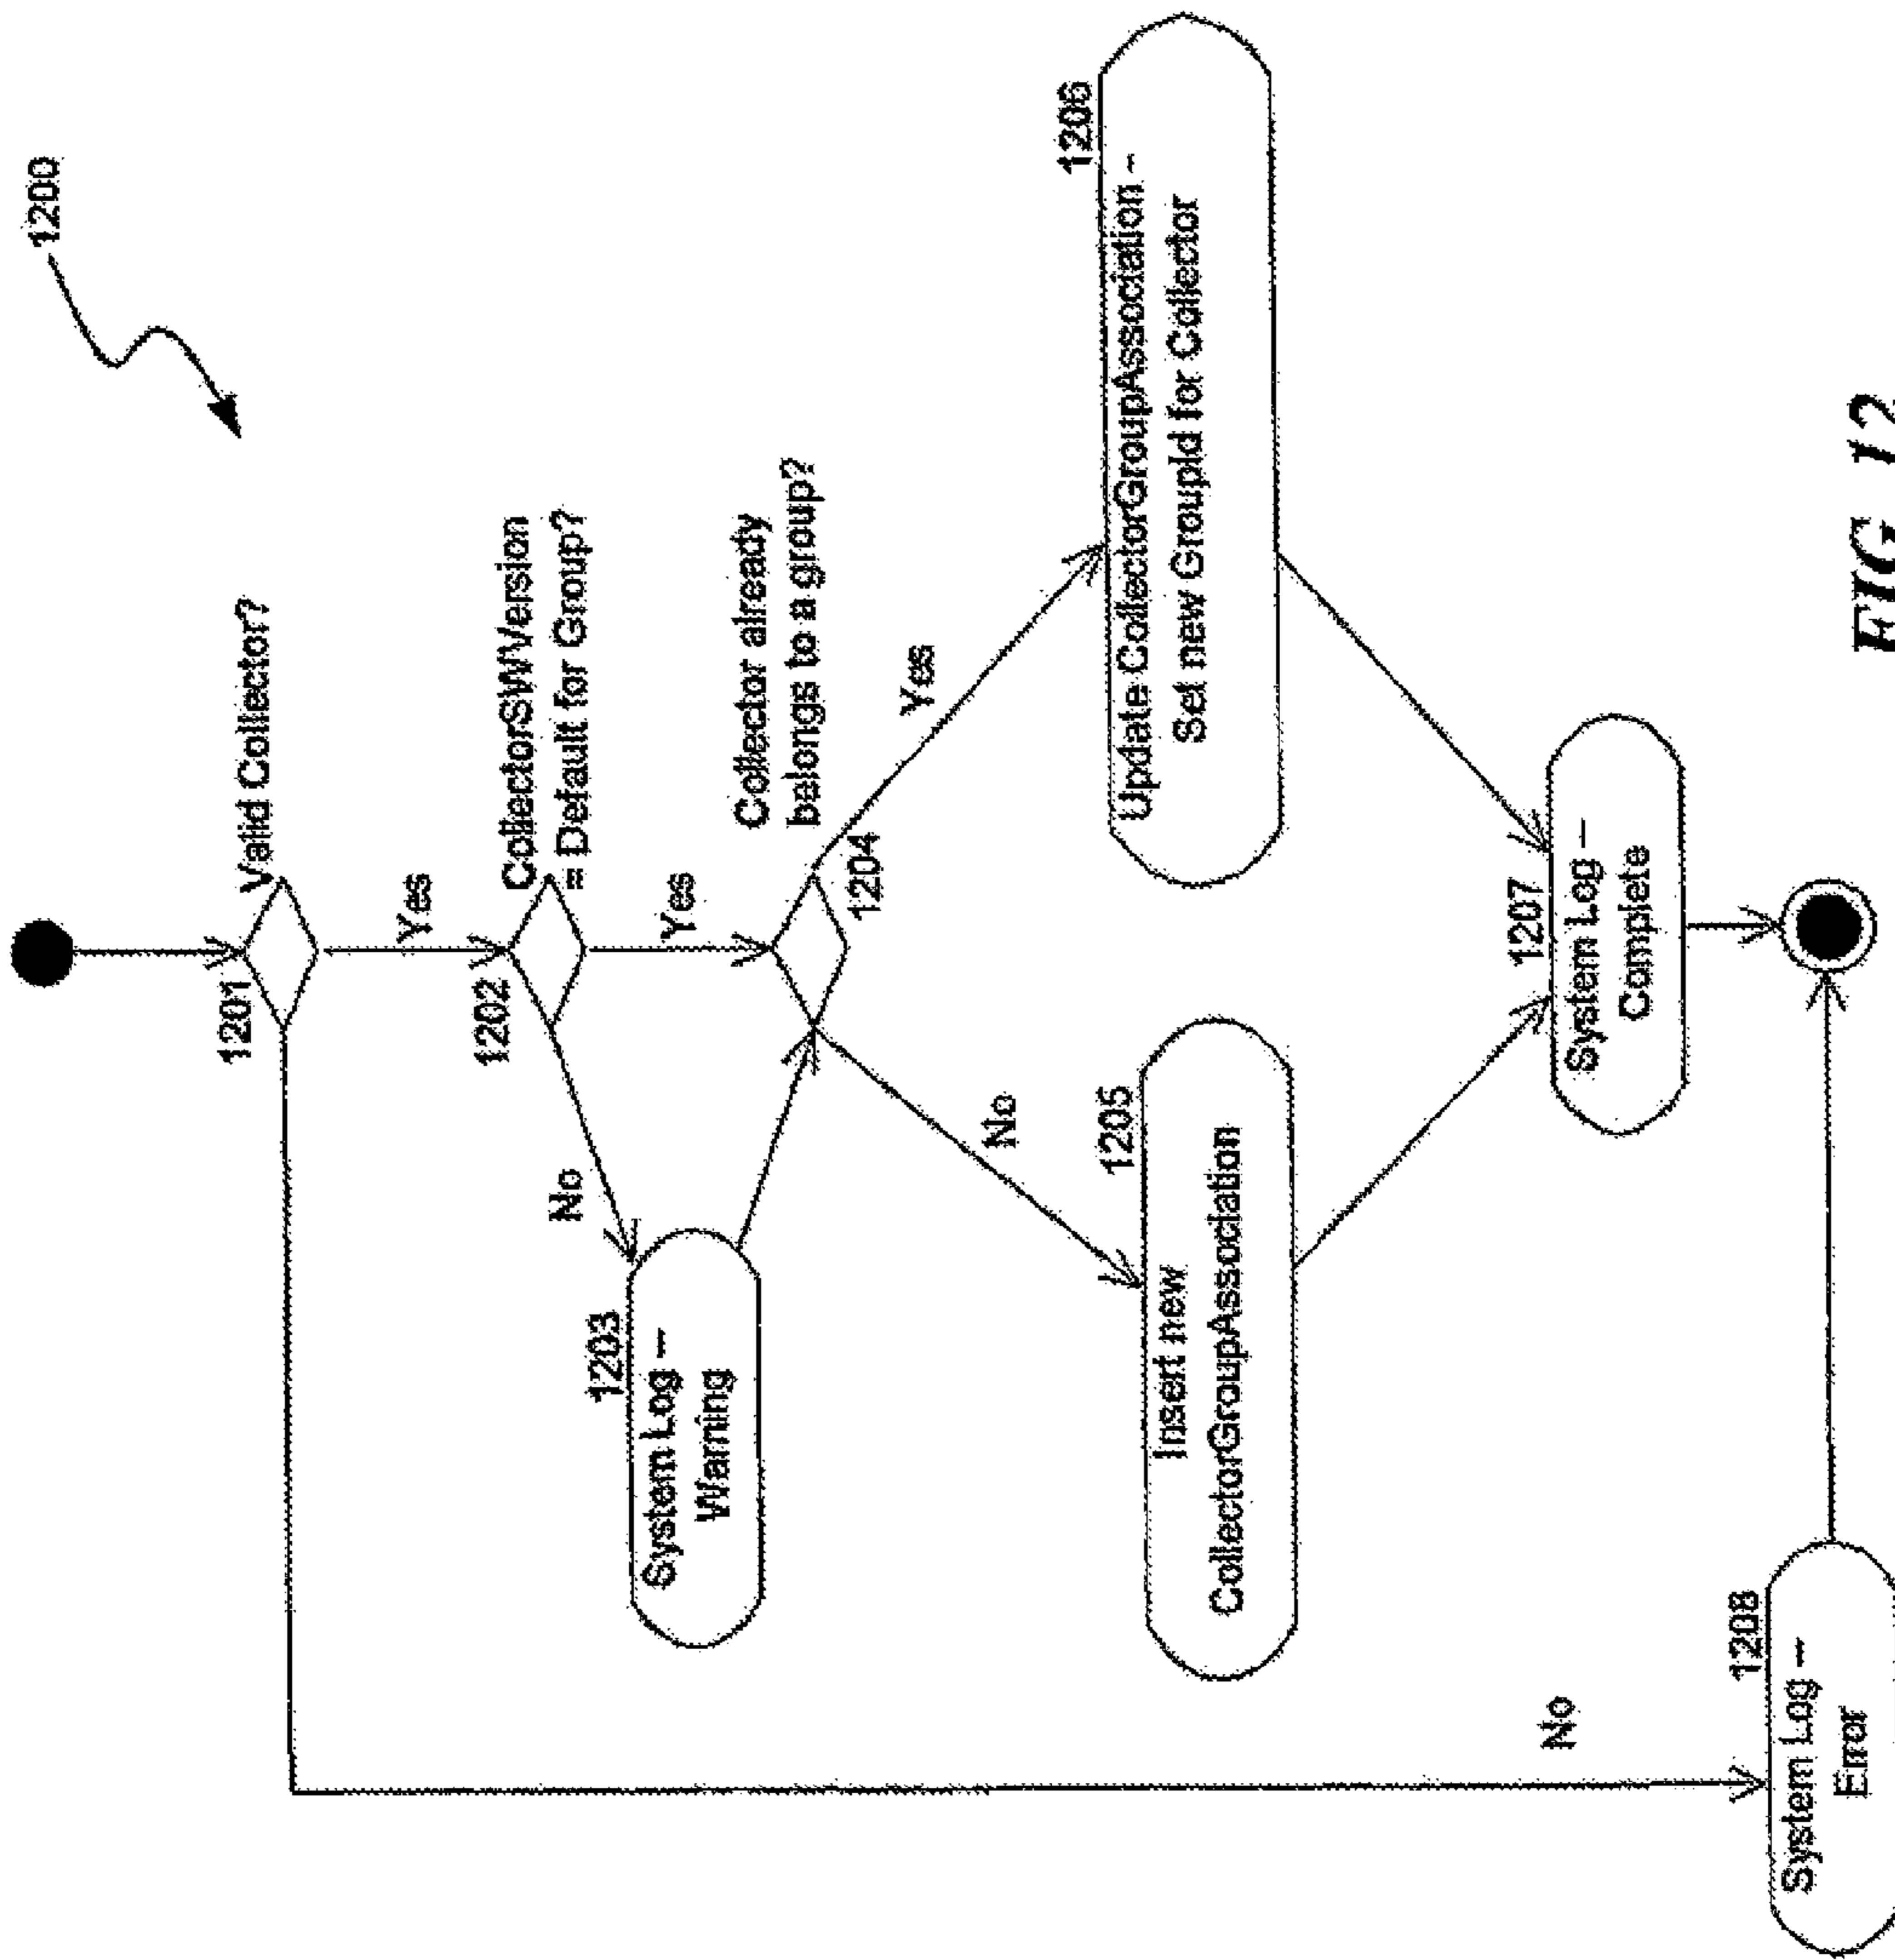 1200
Valid Collector?
1201
Yes
CollectorSWVersion
= Default for Group?
1202
No
Yes
1203
System Log –
Warning
Collector already
belongs to a group?
1204
No
Yes
1205
Insert new
CollectorGroupAssociation
1206
Update CollectorGroupAssociation –
Set new GroupId for Collector
1207
System Log –
Complete
No
1208
System Log –
Error
FIG 12